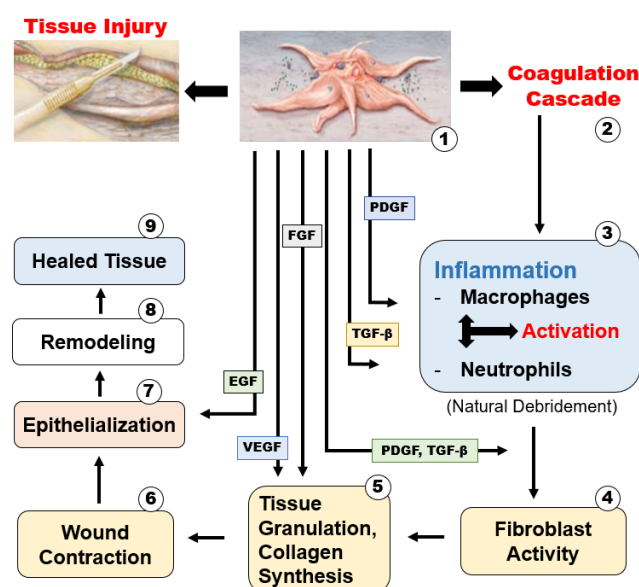 Tissue Injury
1
Coagulation
Cascade
2
PDGF
FGF
TGF-β
EGF
VEGF
PDGF, TGF-β
3
Inflammation
- Macrophages
Activation
- Neutrophils
(Natural Debridement)
4
Fibroblast
Activity
5
Tissue
Granulation,
Collagen
Synthesis
6
Wound
Contraction
7
Epithelialization
8
Remodeling
9
Healed Tissue